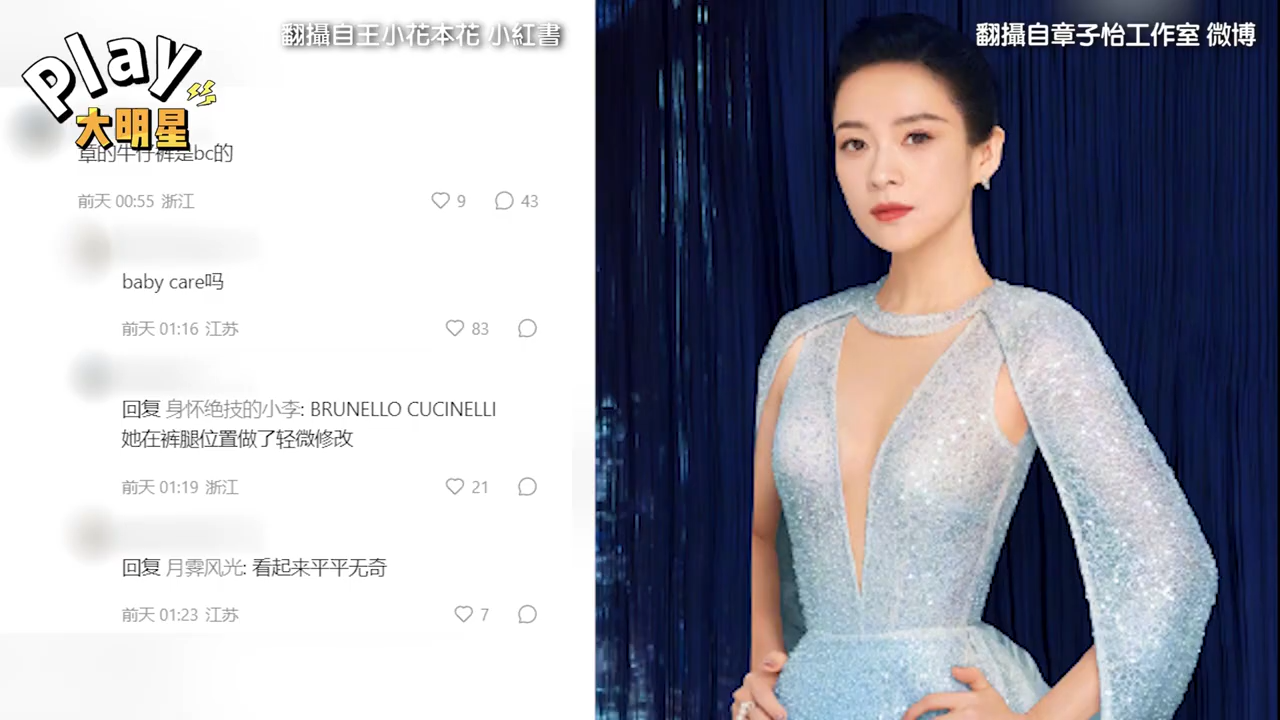 翻攝自王小花本花 小紅書
翻攝自章子怡工作室 微博
Play
大明星
章的牛仔裤是bc的
前天 00:55 浙江
9
43
baby care吗
前天 01:16 江苏
83
回复 身怀绝技的小李: BRUNELLO CUCINELLI
她在裤腿位置做了轻微修改
前天 01:19 浙江
21
回复 月霁风光: 看起来平平无奇
前天 01:23 江苏
7